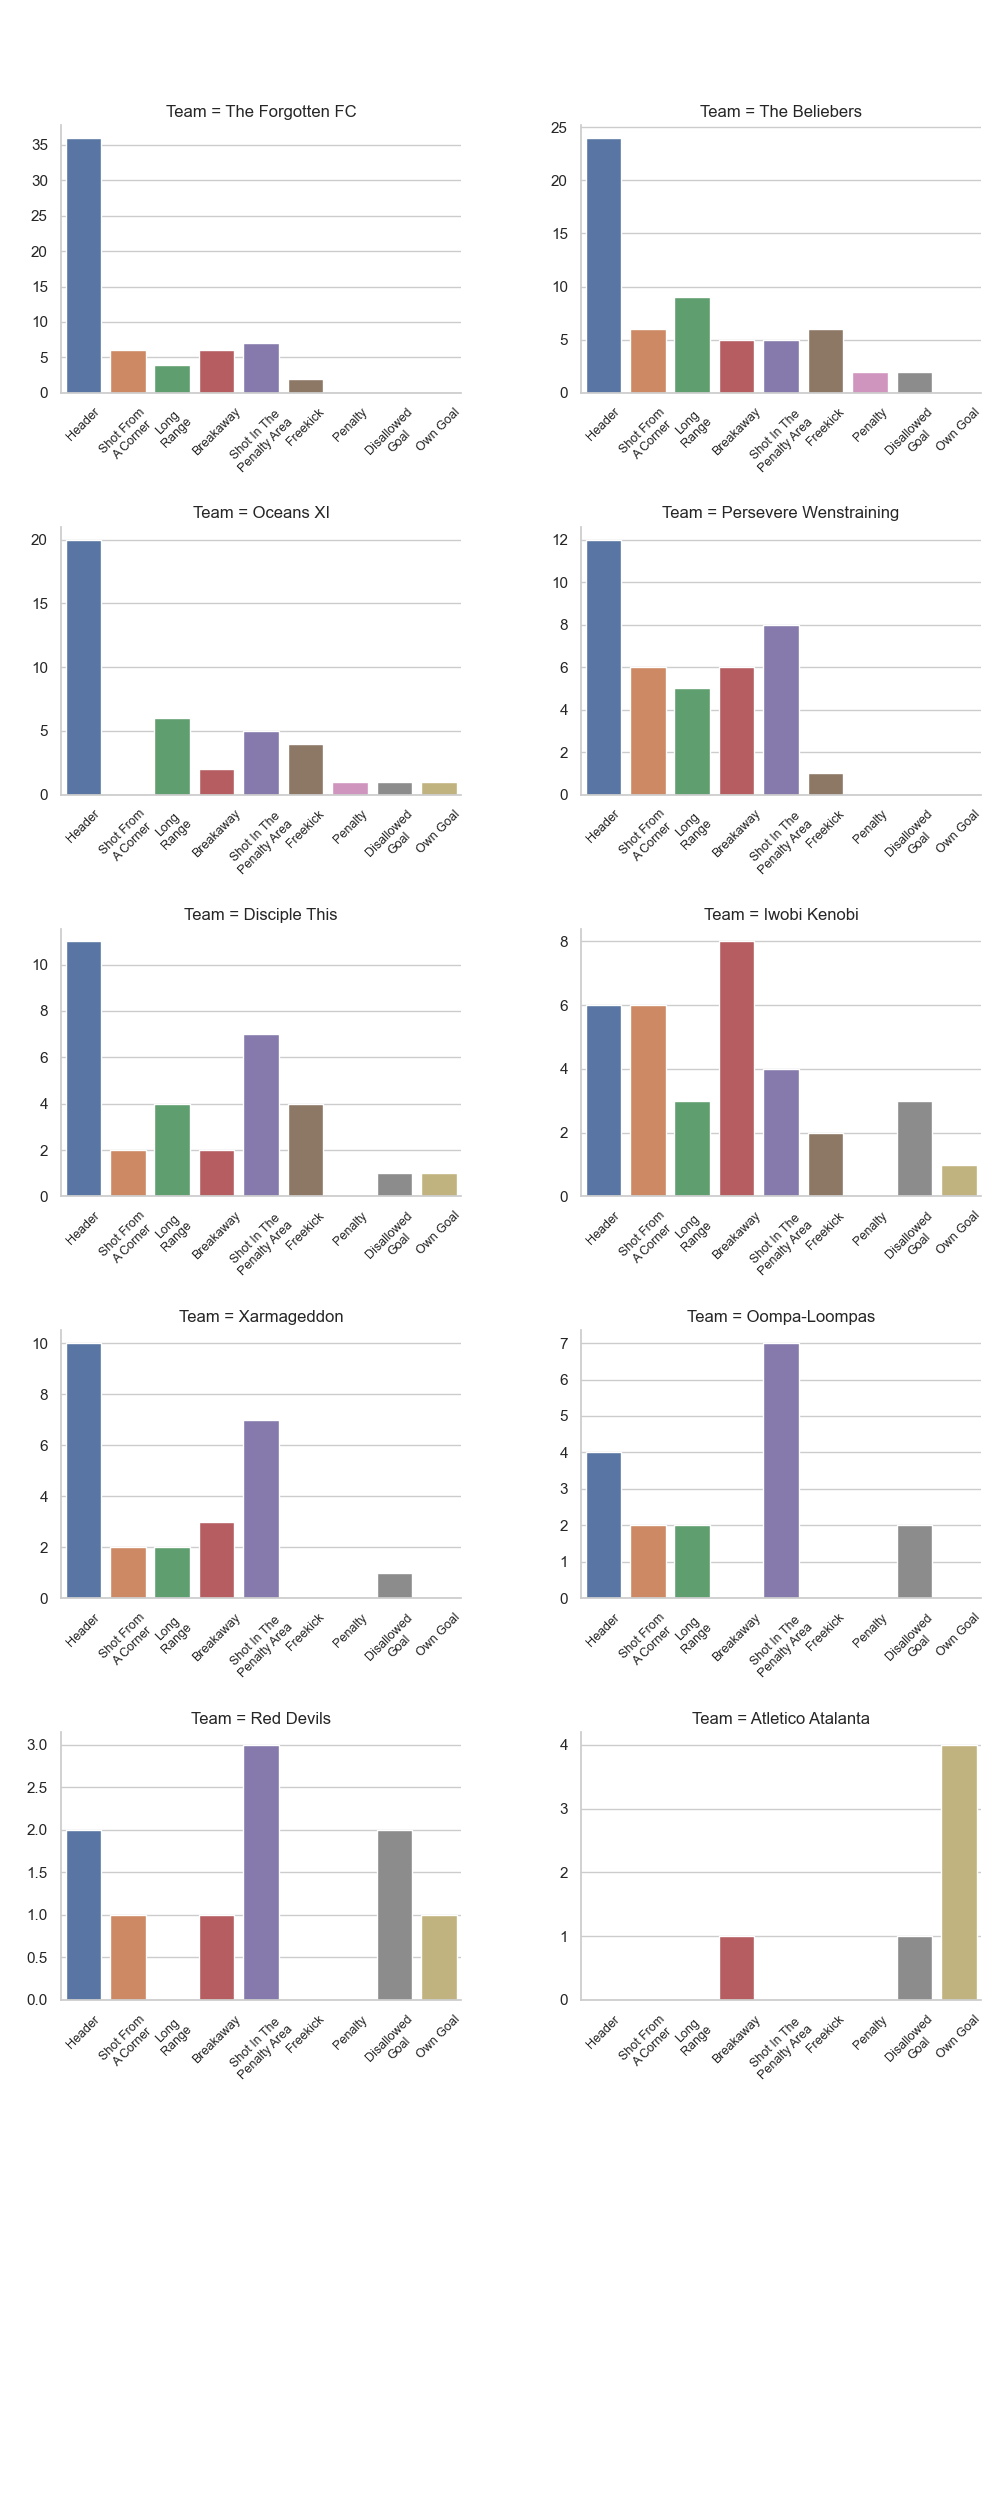 Team = The Forgotten FC
35
30
25
20
15
10
5
0
Header
Shot From
A Corner
Long
Range
Breakaway
Shot In The
Penalty Area
Freekick
Penalty
Disallowed
Goal
Own Goal
Team = The Beliebers
25
20
15
10
5
0
Header
Shot From
A Corner
Long
Range
Breakaway
Shot In The
Penalty Area
Freekick
Penalty
Disallowed
Goal
Own Goal
Team = Oceans XI
20
15
10
5
0
Header
Shot From
A Corner
Long
Range
Breakaway
Shot In The
Penalty Area
Freekick
Penalty
Disallowed
Goal
Own Goal
Team = Persevere Wenstraining
12
10
8
6
4
2
0
Header
Shot From
A Corner
Long
Range
Breakaway
Shot In The
Penalty Area
Freekick
Penalty
Disallowed
Goal
Own Goal
Team = Disciple This
10
8
6
4
2
0
Header
Shot From
A Corner
Long
Range
Breakaway
Shot In The
Penalty Area
Freekick
Penalty
Disallowed
Goal
Own Goal
Team = Iwobi Kenobi
8
6
4
2
0
Header
Shot From
A Corner
Long
Range
Breakaway
Shot In The
Penalty Area
Freekick
Penalty
Disallowed
Goal
Own Goal
Team = Xarmageddon
10
8
6
4
2
0
Header
Shot From
A Corner
Long
Range
Breakaway
Shot In The
Penalty Area
Freekick
Penalty
Disallowed
Goal
Own Goal
Team = Oompa-Loompas
7
6
5
4
3
2
1
0
Header
Shot From
A Corner
Long
Range
Breakaway
Shot In The
Penalty Area
Freekick
Penalty
Disallowed
Goal
Own Goal
Team = Red Devils
3.0
2.5
2.0
1.5
1.0
0.5
0.0
Header
Shot From
A Corner
Long
Range
Breakaway
Shot In The
Penalty Area
Freekick
Penalty
Disallowed
Goal
Own Goal
Team = Atletico Atalanta
4
3
2
1
0
Header
Shot From
A Corner
Long
Range
Breakaway
Shot In The
Penalty Area
Freekick
Penalty
Disallowed
Goal
Own Goal